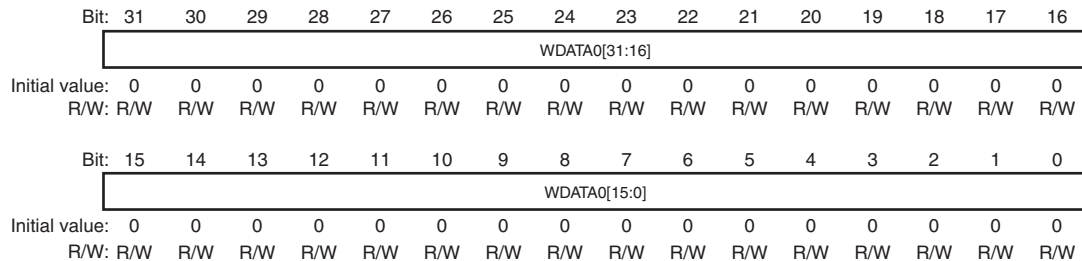 Bit: 31 30 29 28 27 26 25 24 23 22 21 20 19 18 17 16
WDATA0[31:16]
Initial value: 0 0 0 0 0 0 0 0 0 0 0 0 0 0 0 0
R/W: R/W R/W R/W R/W R/W R/W R/W R/W R/W R/W R/W R/W R/W R/W R/W R/W
Bit: 15 14 13 12 11 10 9 8 7 6 5 4 3 2 1 0
WDATA0[15:0]
Initial value: 0 0 0 0 0 0 0 0 0 0 0 0 0 0 0 0
R/W: R/W R/W R/W R/W R/W R/W R/W R/W R/W R/W R/W R/W R/W R/W R/W R/W